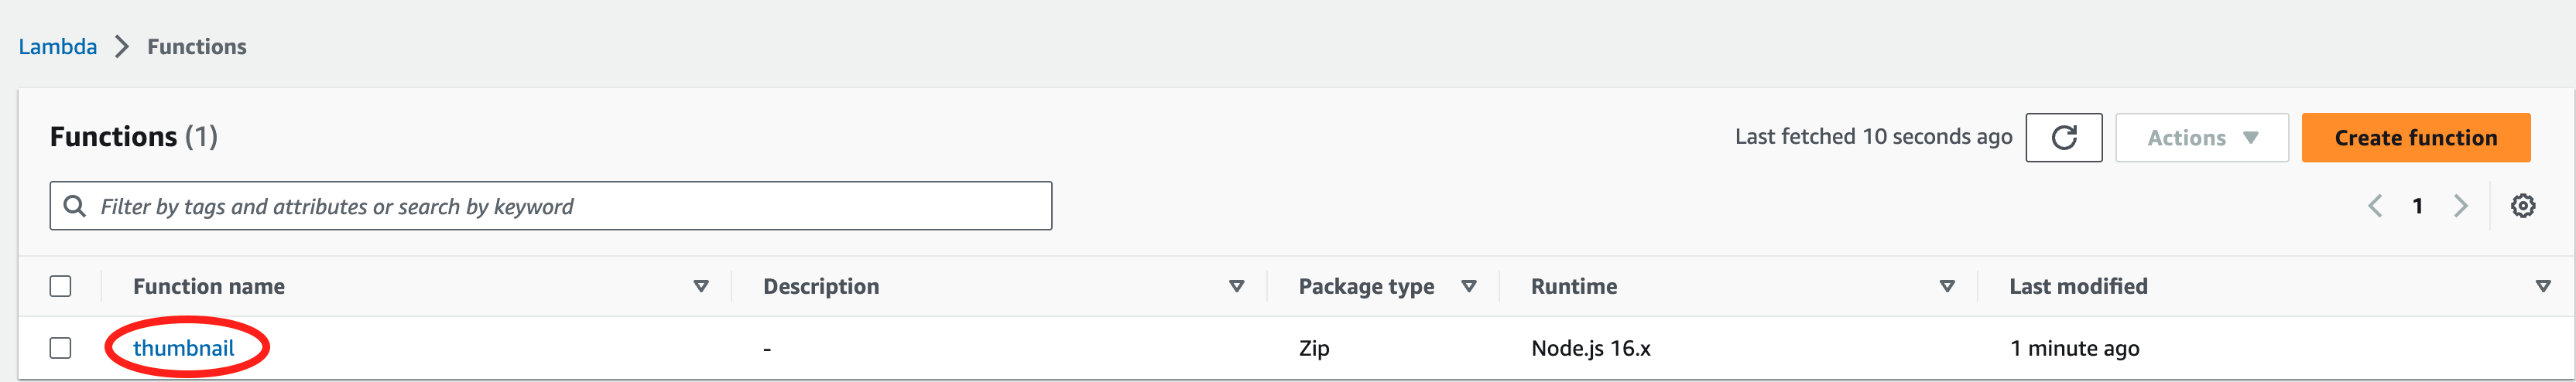 Lambda > Functions
Functions (1)
Last fetched 10 seconds ago
Actions
Create function
Filter by tags and attributes or search by keyword
1
Function name Description Package type Runtime Last modified
thumbnail - Zip Node.js 16.x 1 minute ago